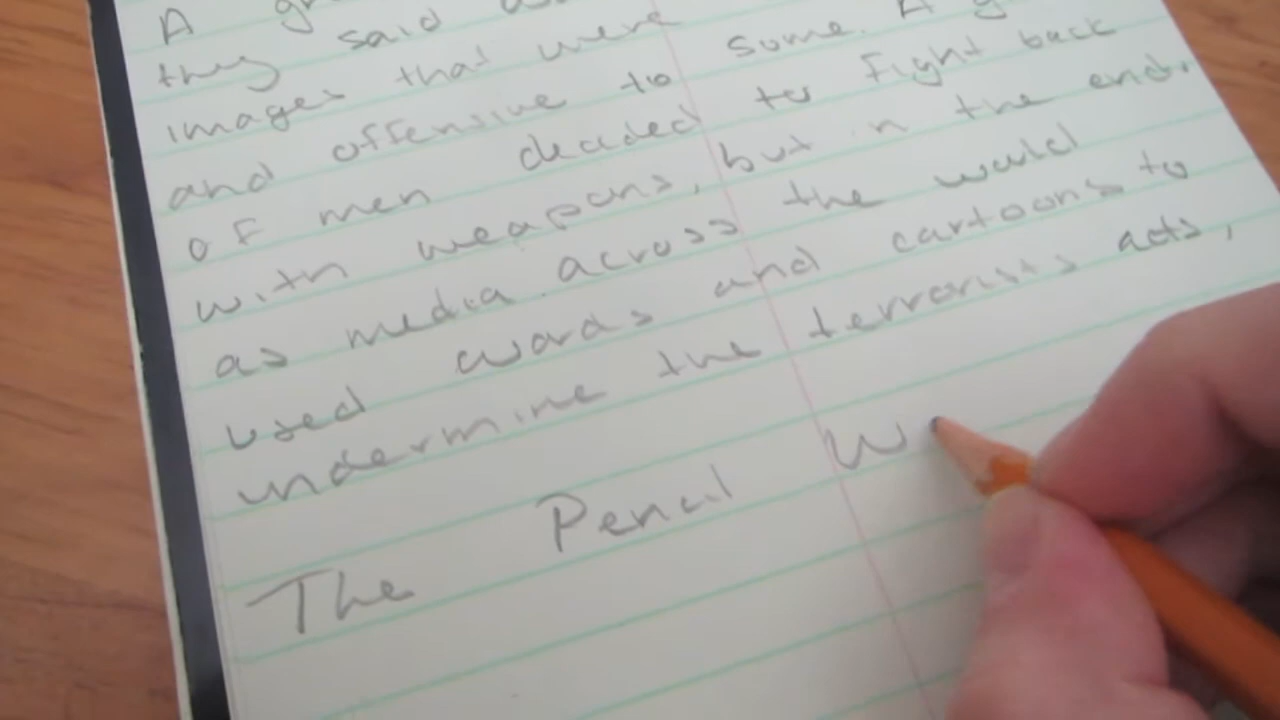 A
they said
images that were
and offensive to some. A
of men decided to fight back
with weapons, but in the end.
as media across the world
used words and cartoons to
undermine the terrorists acts,
The Pencil W